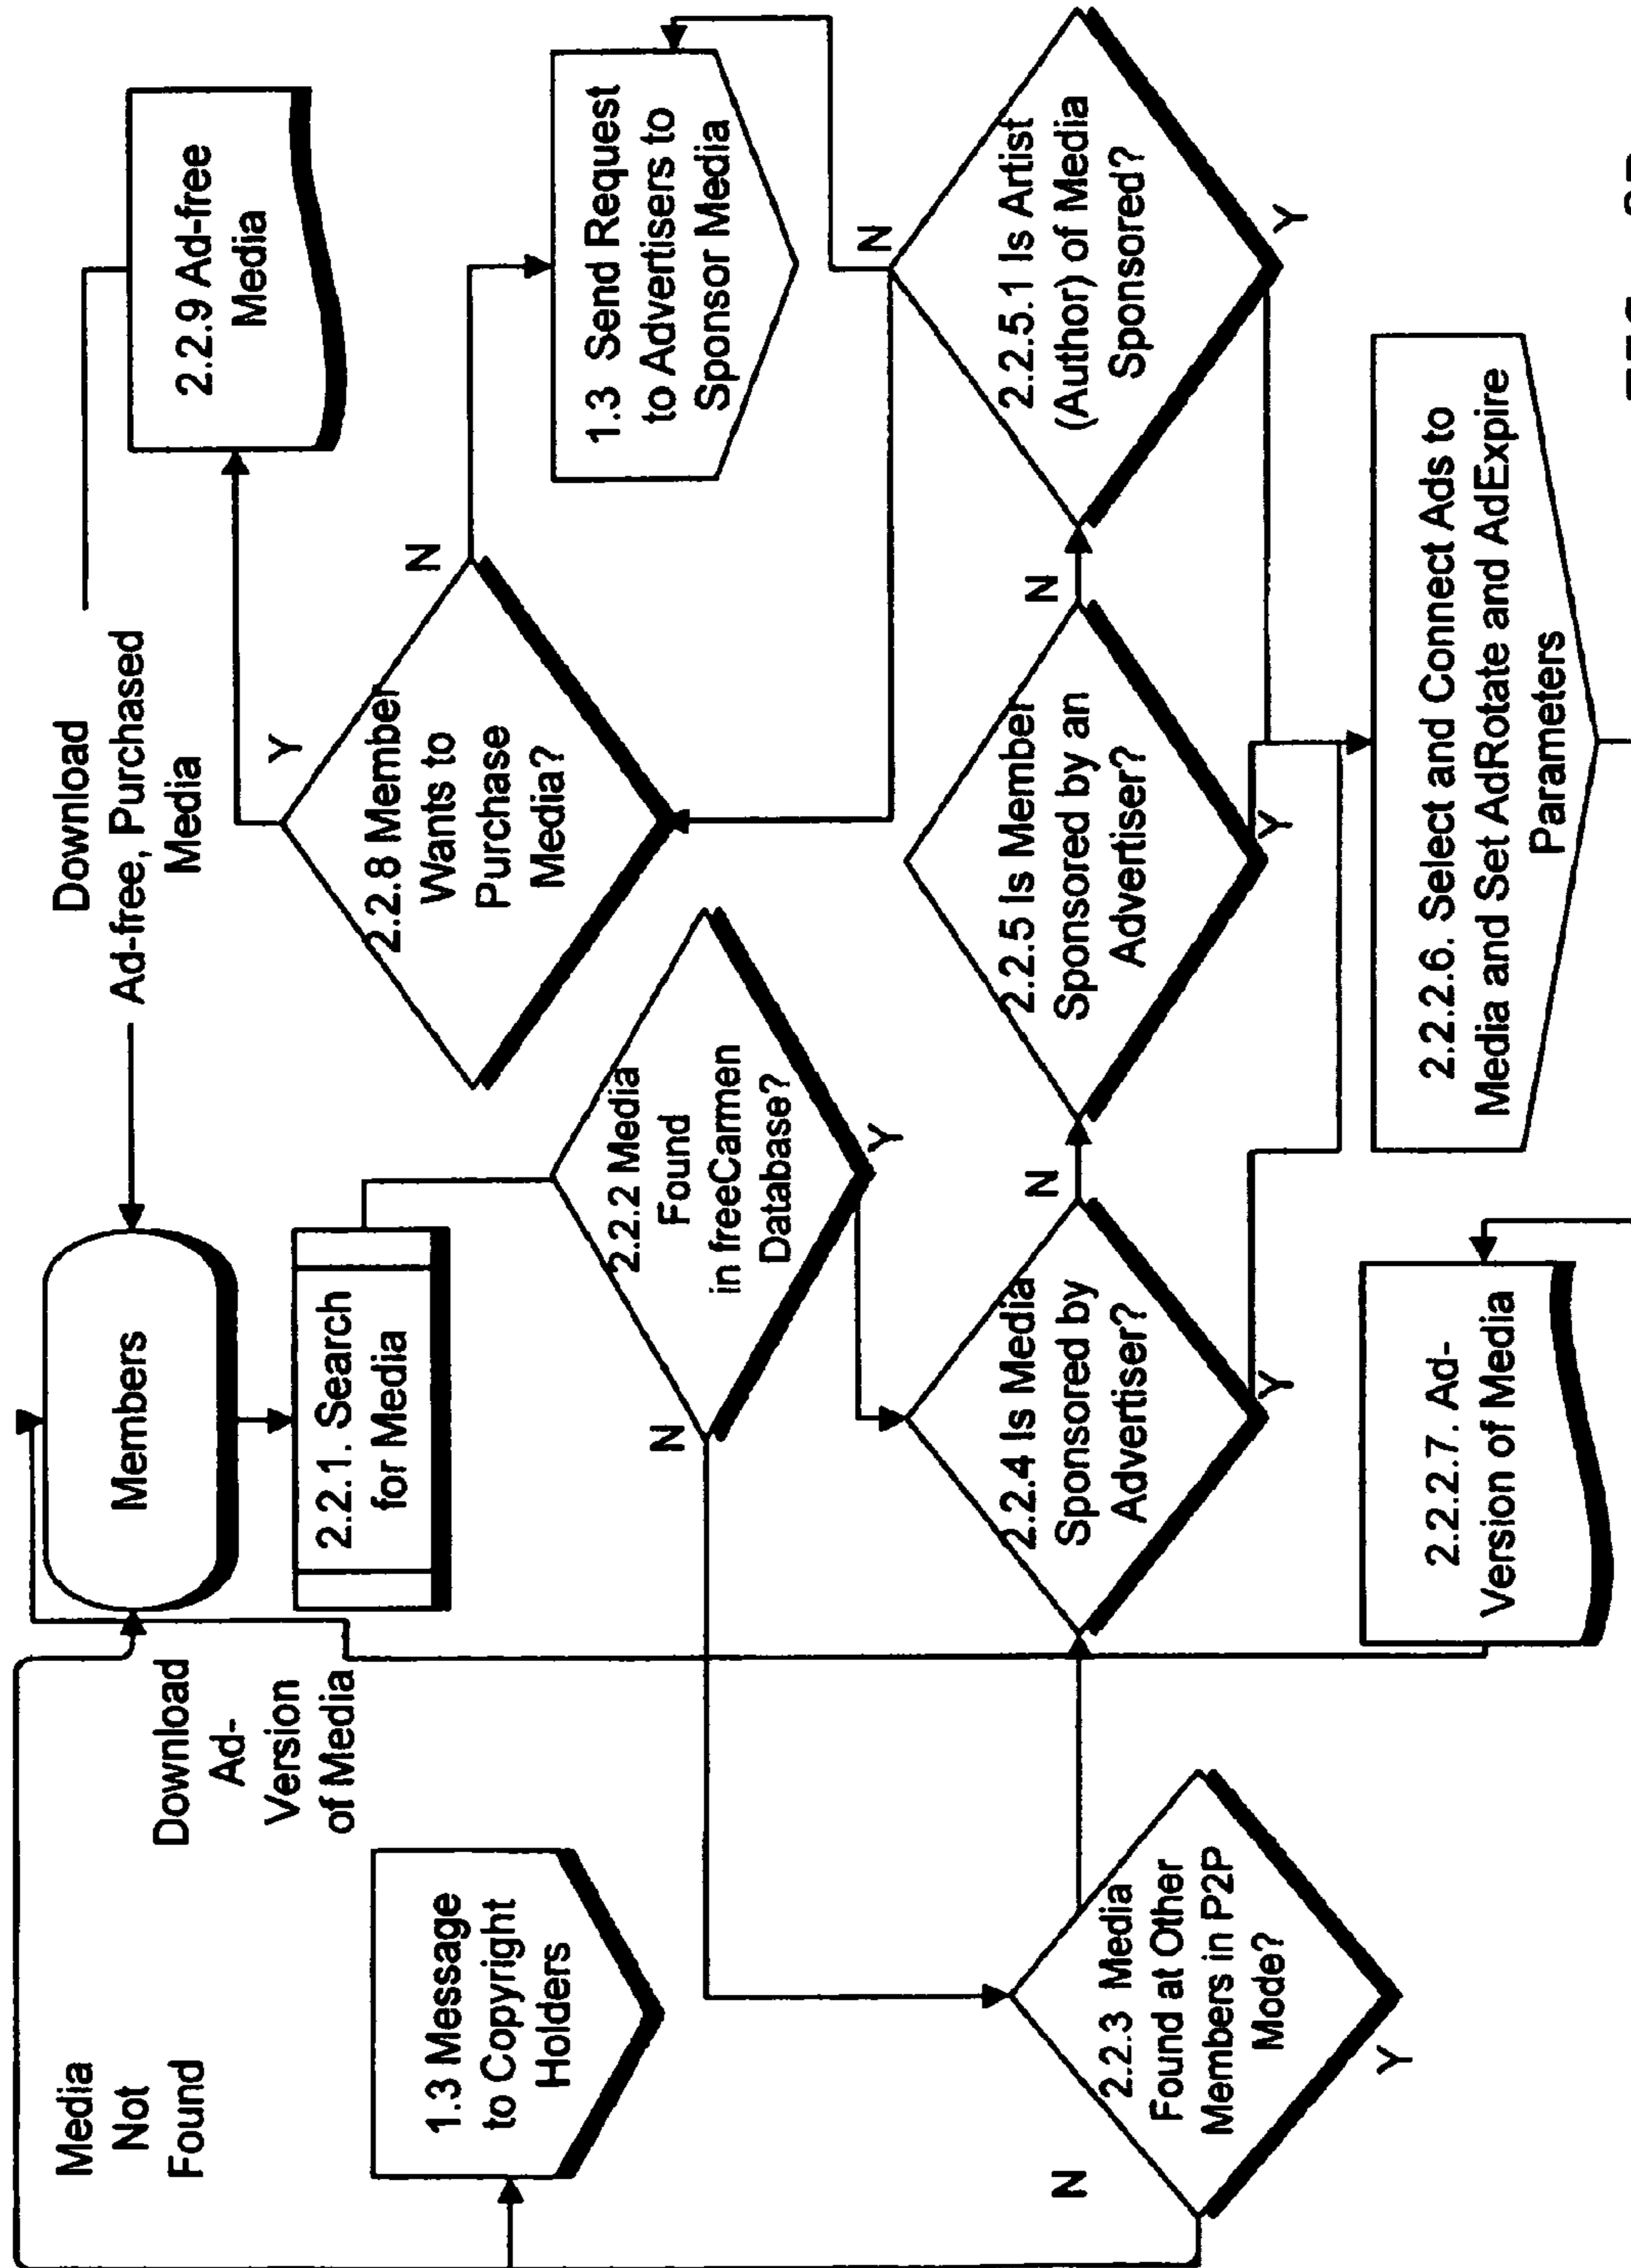 Media
Not
Found
Download
Ad-
Version
of Media
Members
Download
Ad-free, Purchased
Media
2.2.9 Ad-free
Media
2.2.1. Search
for Media
1.3 Message
to Copyright
Holders
2.2.8 Member
Wants to
Purchase
Media?
Y
N
1.3 Send Request
to Advertisers to
Sponsor Media
2.2.2 Media
Found
in freeCarmen
Database?
N
Y
2.2.3 Media
Found at Other
Members in P2P
Mode?
N
Y
2.2.4 Is Media
Sponsored by
Advertiser?
N
Y
2.2.5 Is Member
Sponsored by an
Advertiser?
N
Y
2.2.5.1 Is Artist
(Author) of Media
Sponsored?
N
Y
2.2.2.7. Ad-
Version of Media
2.2.2.6. Select and Connect Ads to
Media and Set AdRotate and AdExpire
Parameters